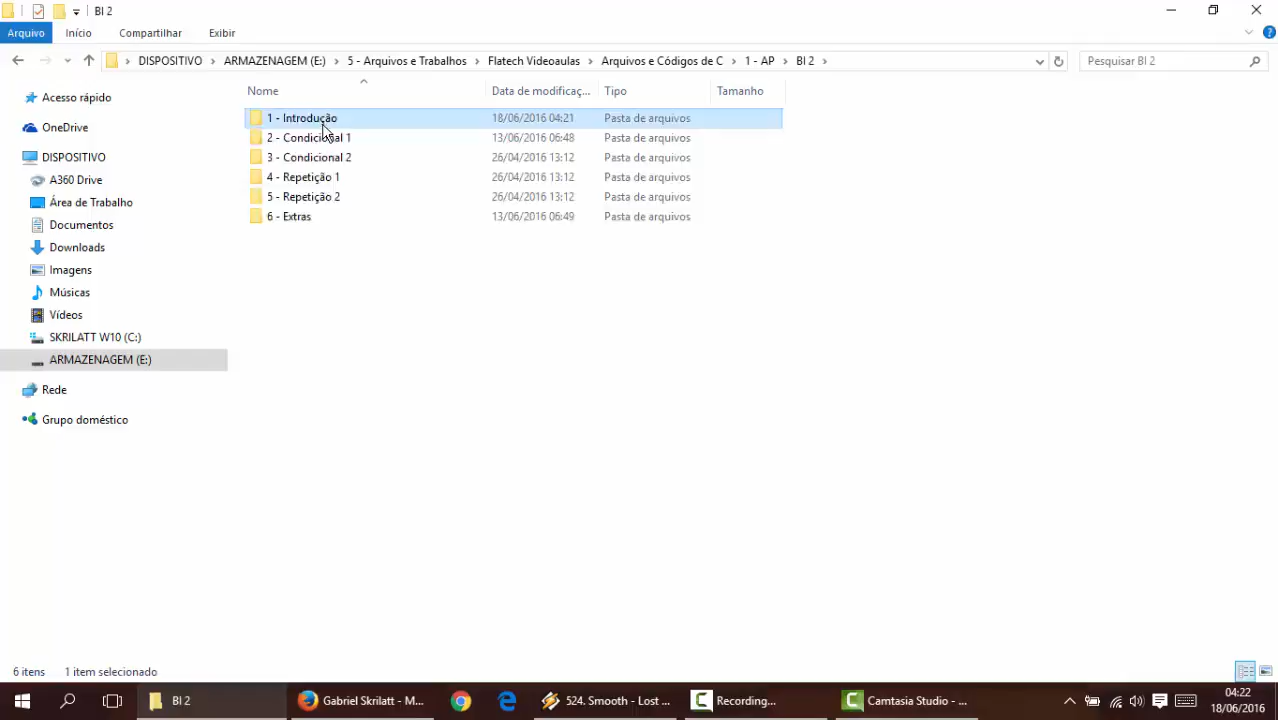 BI 2
Arquivo Início Compartilhar Exibir
DISPOSITIVO ARMAZENAGEM (E:) 5 - Arquivos e Trabalhos Flatech Videoaulas Arquivos e Códigos de C 1 - AP BI 2 Pesquisar BI 2
Nome Data de modificaç... Tipo Tamanho
Acesso rápido
OneDrive
DISPOSITIVO
A360 Drive
Área de Trabalho
Documentos
Downloads
Imagens
Músicas
Vídeos
SKRILATT W10 (C:)
ARMAZENAGEM (E:)
Rede
Grupo doméstico
1 - Introdução 18/06/2016 04:21 Pasta de arquivos
2 - Condicional 1 13/06/2016 06:48 Pasta de arquivos
3 - Condicional 2 26/04/2016 13:12 Pasta de arquivos
4 - Repetição 1 26/04/2016 13:12 Pasta de arquivos
5 - Repetição 2 26/04/2016 13:12 Pasta de arquivos
6 - Extras 13/06/2016 06:49 Pasta de arquivos
6 itens 1 item selecionado
BI 2 Gabriel Skrilatt - M... 524. Smooth - Lost ... Recording... Camtasia Studio - ... 04:22
18/06/2016